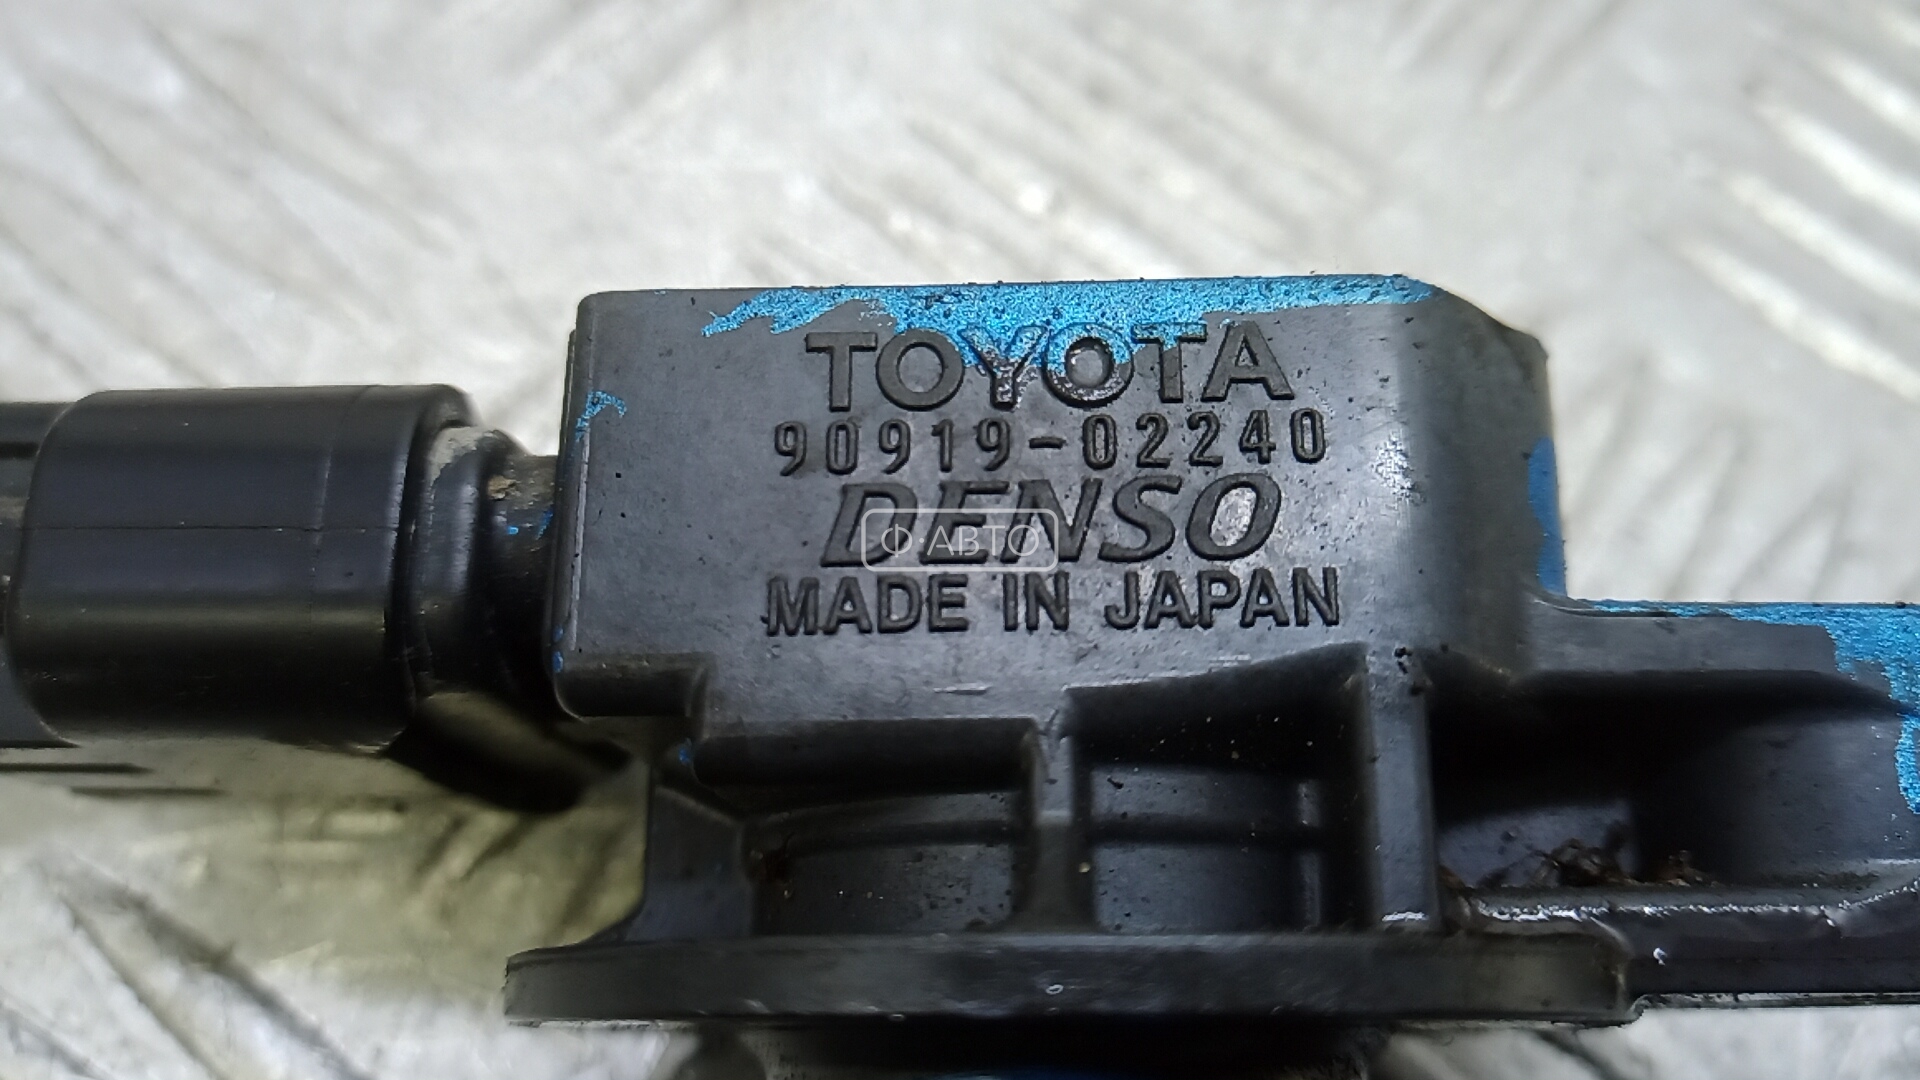 TOYOTA
90919-02240
DENSO
Ф·АВТО
MADE IN JAPAN